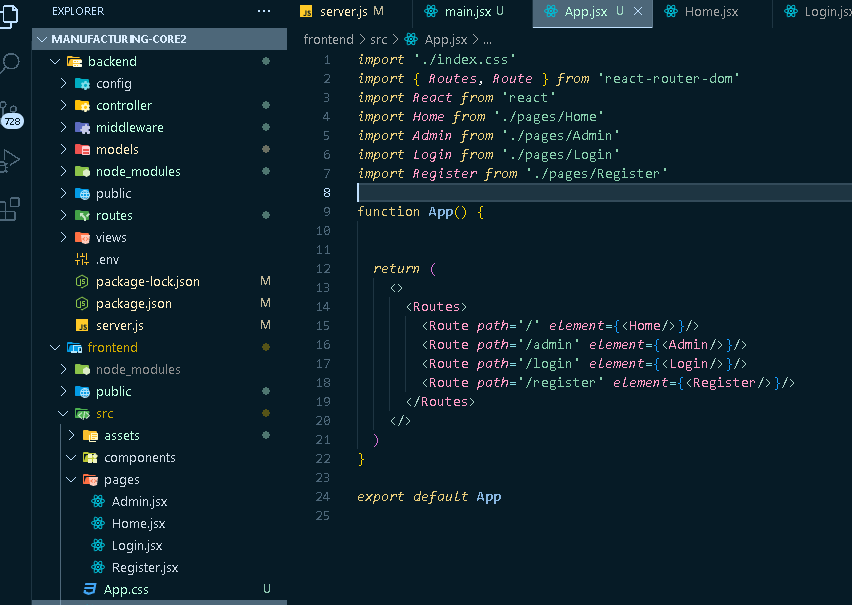 EXPLORER
...
MANUFACTURING-CORE2
backend
config
controller
middleware
models
node_modules
public
routes
views
.env
package-lock.json M
package.json M
server.js M
frontend
node_modules
public
src
assets
components
pages
Admin.jsx
Home.jsx
Login.jsx
Register.jsx
App.css U
728
JS server.js M
main.jsx U
App.jsx U ×
Home.jsx
Login.jsx
frontend > src > App.jsx > ...
1 import './index.css'
2 import { Routes, Route } from 'react-router-dom'
3 import React from 'react'
4 import Home from './pages/Home'
5 import Admin from './pages/Admin'
6 import Login from './pages/Login'
7 import Register from './pages/Register'
8
9 function App() {
10
11
12 return (
13 <>
14 <Routes>
15 <Route path='/' element={<Home/>}/>
16 <Route path='/admin' element={<Admin/>}/>
17 <Route path='/login' element={<Login/>}/>
18 <Route path='/register' element={<Register/>}/>
19 </Routes>
20 </>
21 )
22 }
23
24 export default App
25